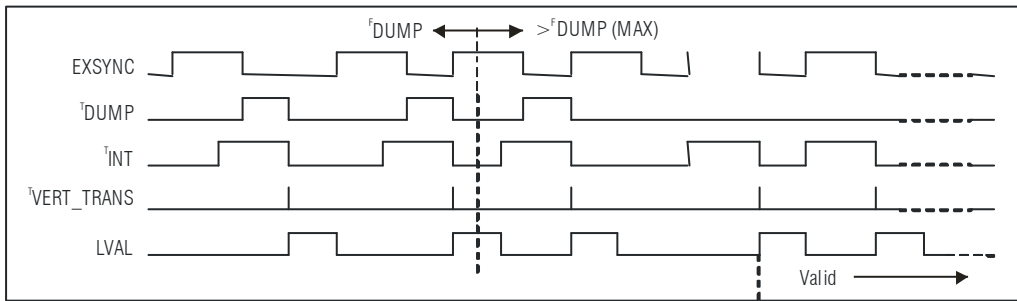 ᶠDUMP >ᶠDUMP (MAX)
EXSYNC
ᵀDUMP
ᵀINT
ᵀVERT_TRANS
LVAL
Valid